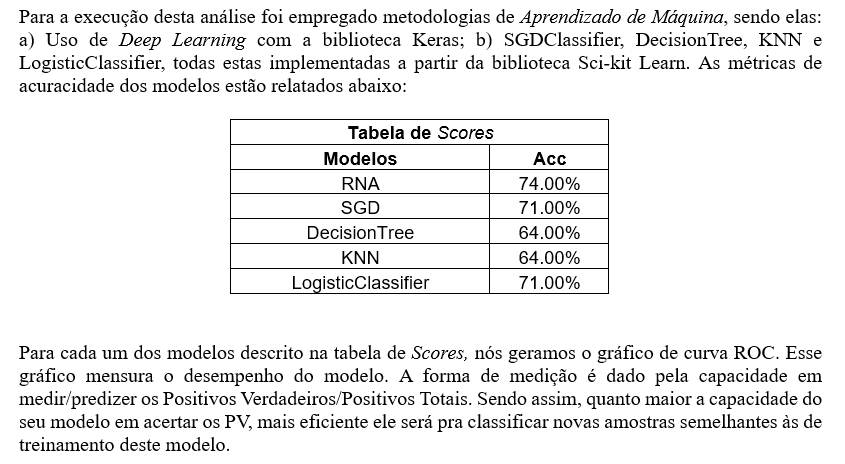 Para a execução desta análise foi empregado metodologias de Aprendizado de Máquina, sendo elas:
a) Uso de Deep Learning com a biblioteca Keras; b) SGDClassifier, DecisionTree, KNN e
LogisticClassifier, todas estas implementadas a partir da biblioteca Sci-kit Learn. As métricas de
acuracidade dos modelos estão relatados abaixo:
Tabela de Scores
Modelos Acc
RNA 74.00%
SGD 71.00%
DecisionTree 64.00%
KNN 64.00%
LogisticClassifier 71.00%
Para cada um dos modelos descrito na tabela de Scores, nós geramos o gráfico de curva ROC. Esse
gráfico mensura o desempenho do modelo. A forma de medição é dado pela capacidade em
medir/predizer os Positivos Verdadeiros/Positivos Totais. Sendo assim, quanto maior a capacidade do
seu modelo em acertar os PV, mais eficiente ele será pra classificar novas amostras semelhantes às de
treinamento deste modelo.